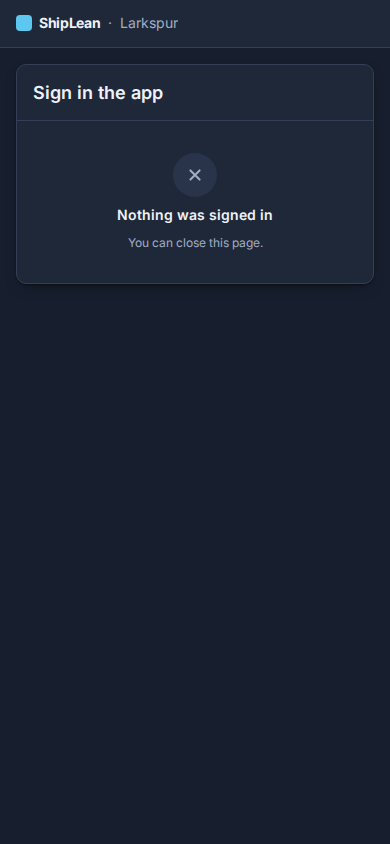 ShipLean · Larkspur
Sign in the app
Nothing was signed in
You can close this page.